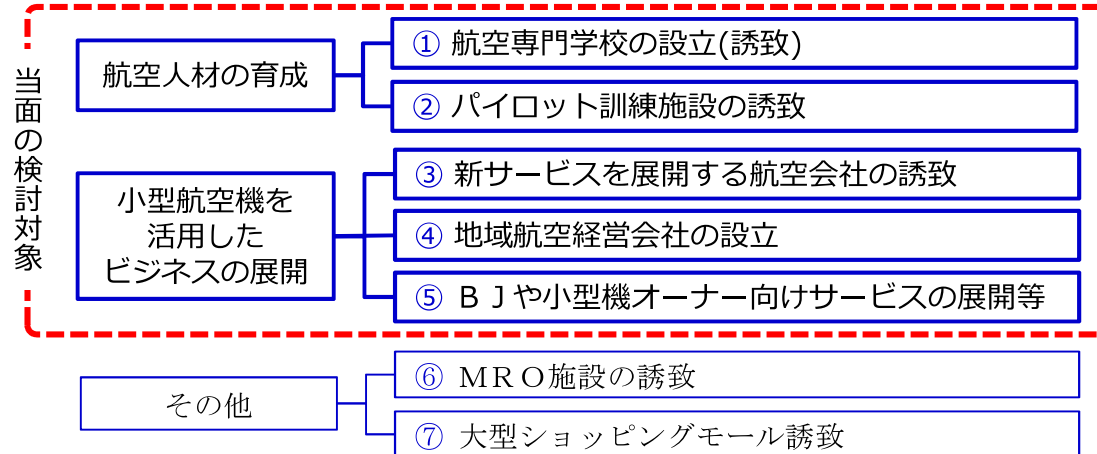 当面の検討対象
航空人材の育成
① 航空専門学校の設立(誘致)
② パイロット訓練施設の誘致
小型航空機を
活用した
ビジネスの展開
③ 新サービスを展開する航空会社の誘致
④ 地域航空経営会社の設立
⑤ ＢＪや小型機オーナー向けサービスの展開等
その他
⑥ ＭＲＯ施設の誘致
⑦ 大型ショッピングモール誘致